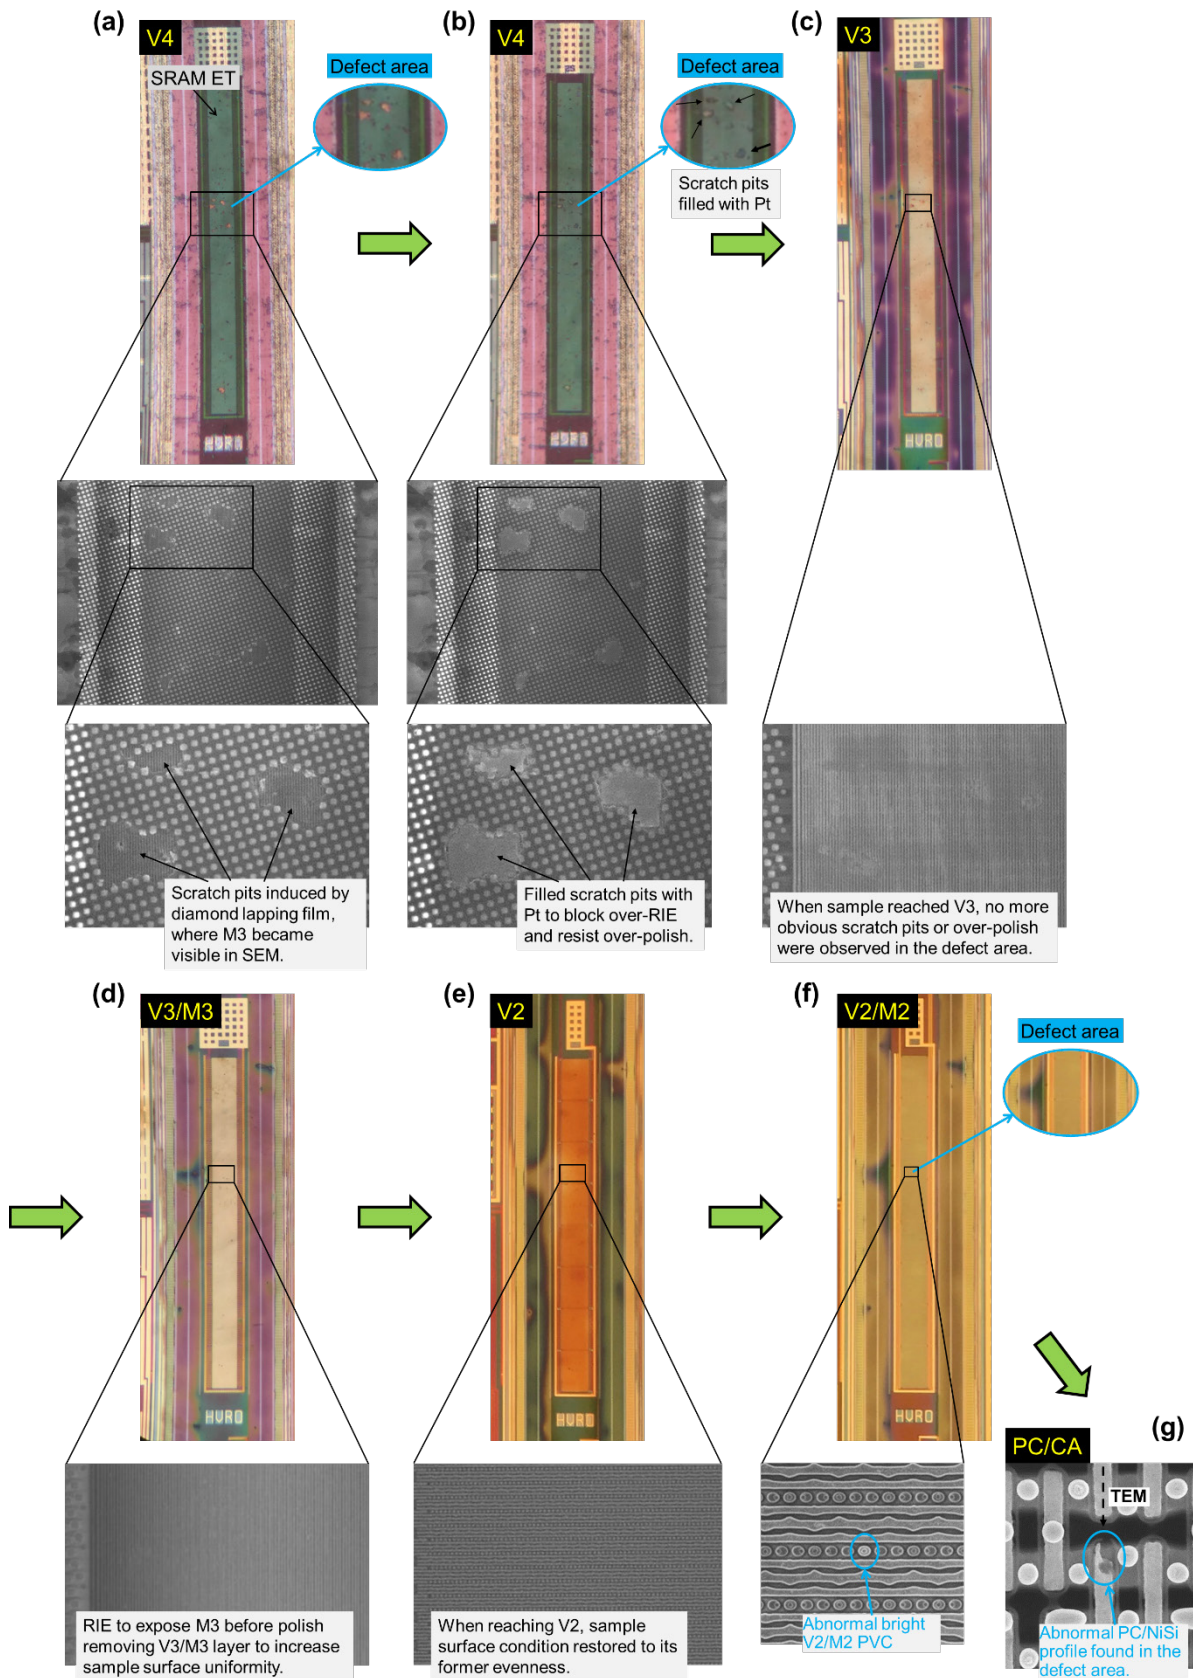 (a)
V4
SRAM ET
Defect area
(b)
V4
Defect area
Scratch pits
filled with Pt
(c)
V3
HURO
Scratch pits induced by
diamond lapping film,
where M3 became
visible in SEM.
Filled scratch pits with
Pt to block over-RIE
and resist over-polish.
When sample reached V3, no more
obvious scratch pits or over-polish
were observed in the defect area.
(d)
V3/M3
HURO
RIE to expose M3 before polish
removing V3/M3 layer to increase
sample surface uniformity.
(e)
V2
HURO
When reaching V2, sample
surface condition restored to its
former evenness.
(f)
V2/M2
Defect area
HURO
Abnormal bright
V2/M2 PVC
(g)
PC/CA
TEM
Abnormal PC/NiSi
profile found in the
defect area.